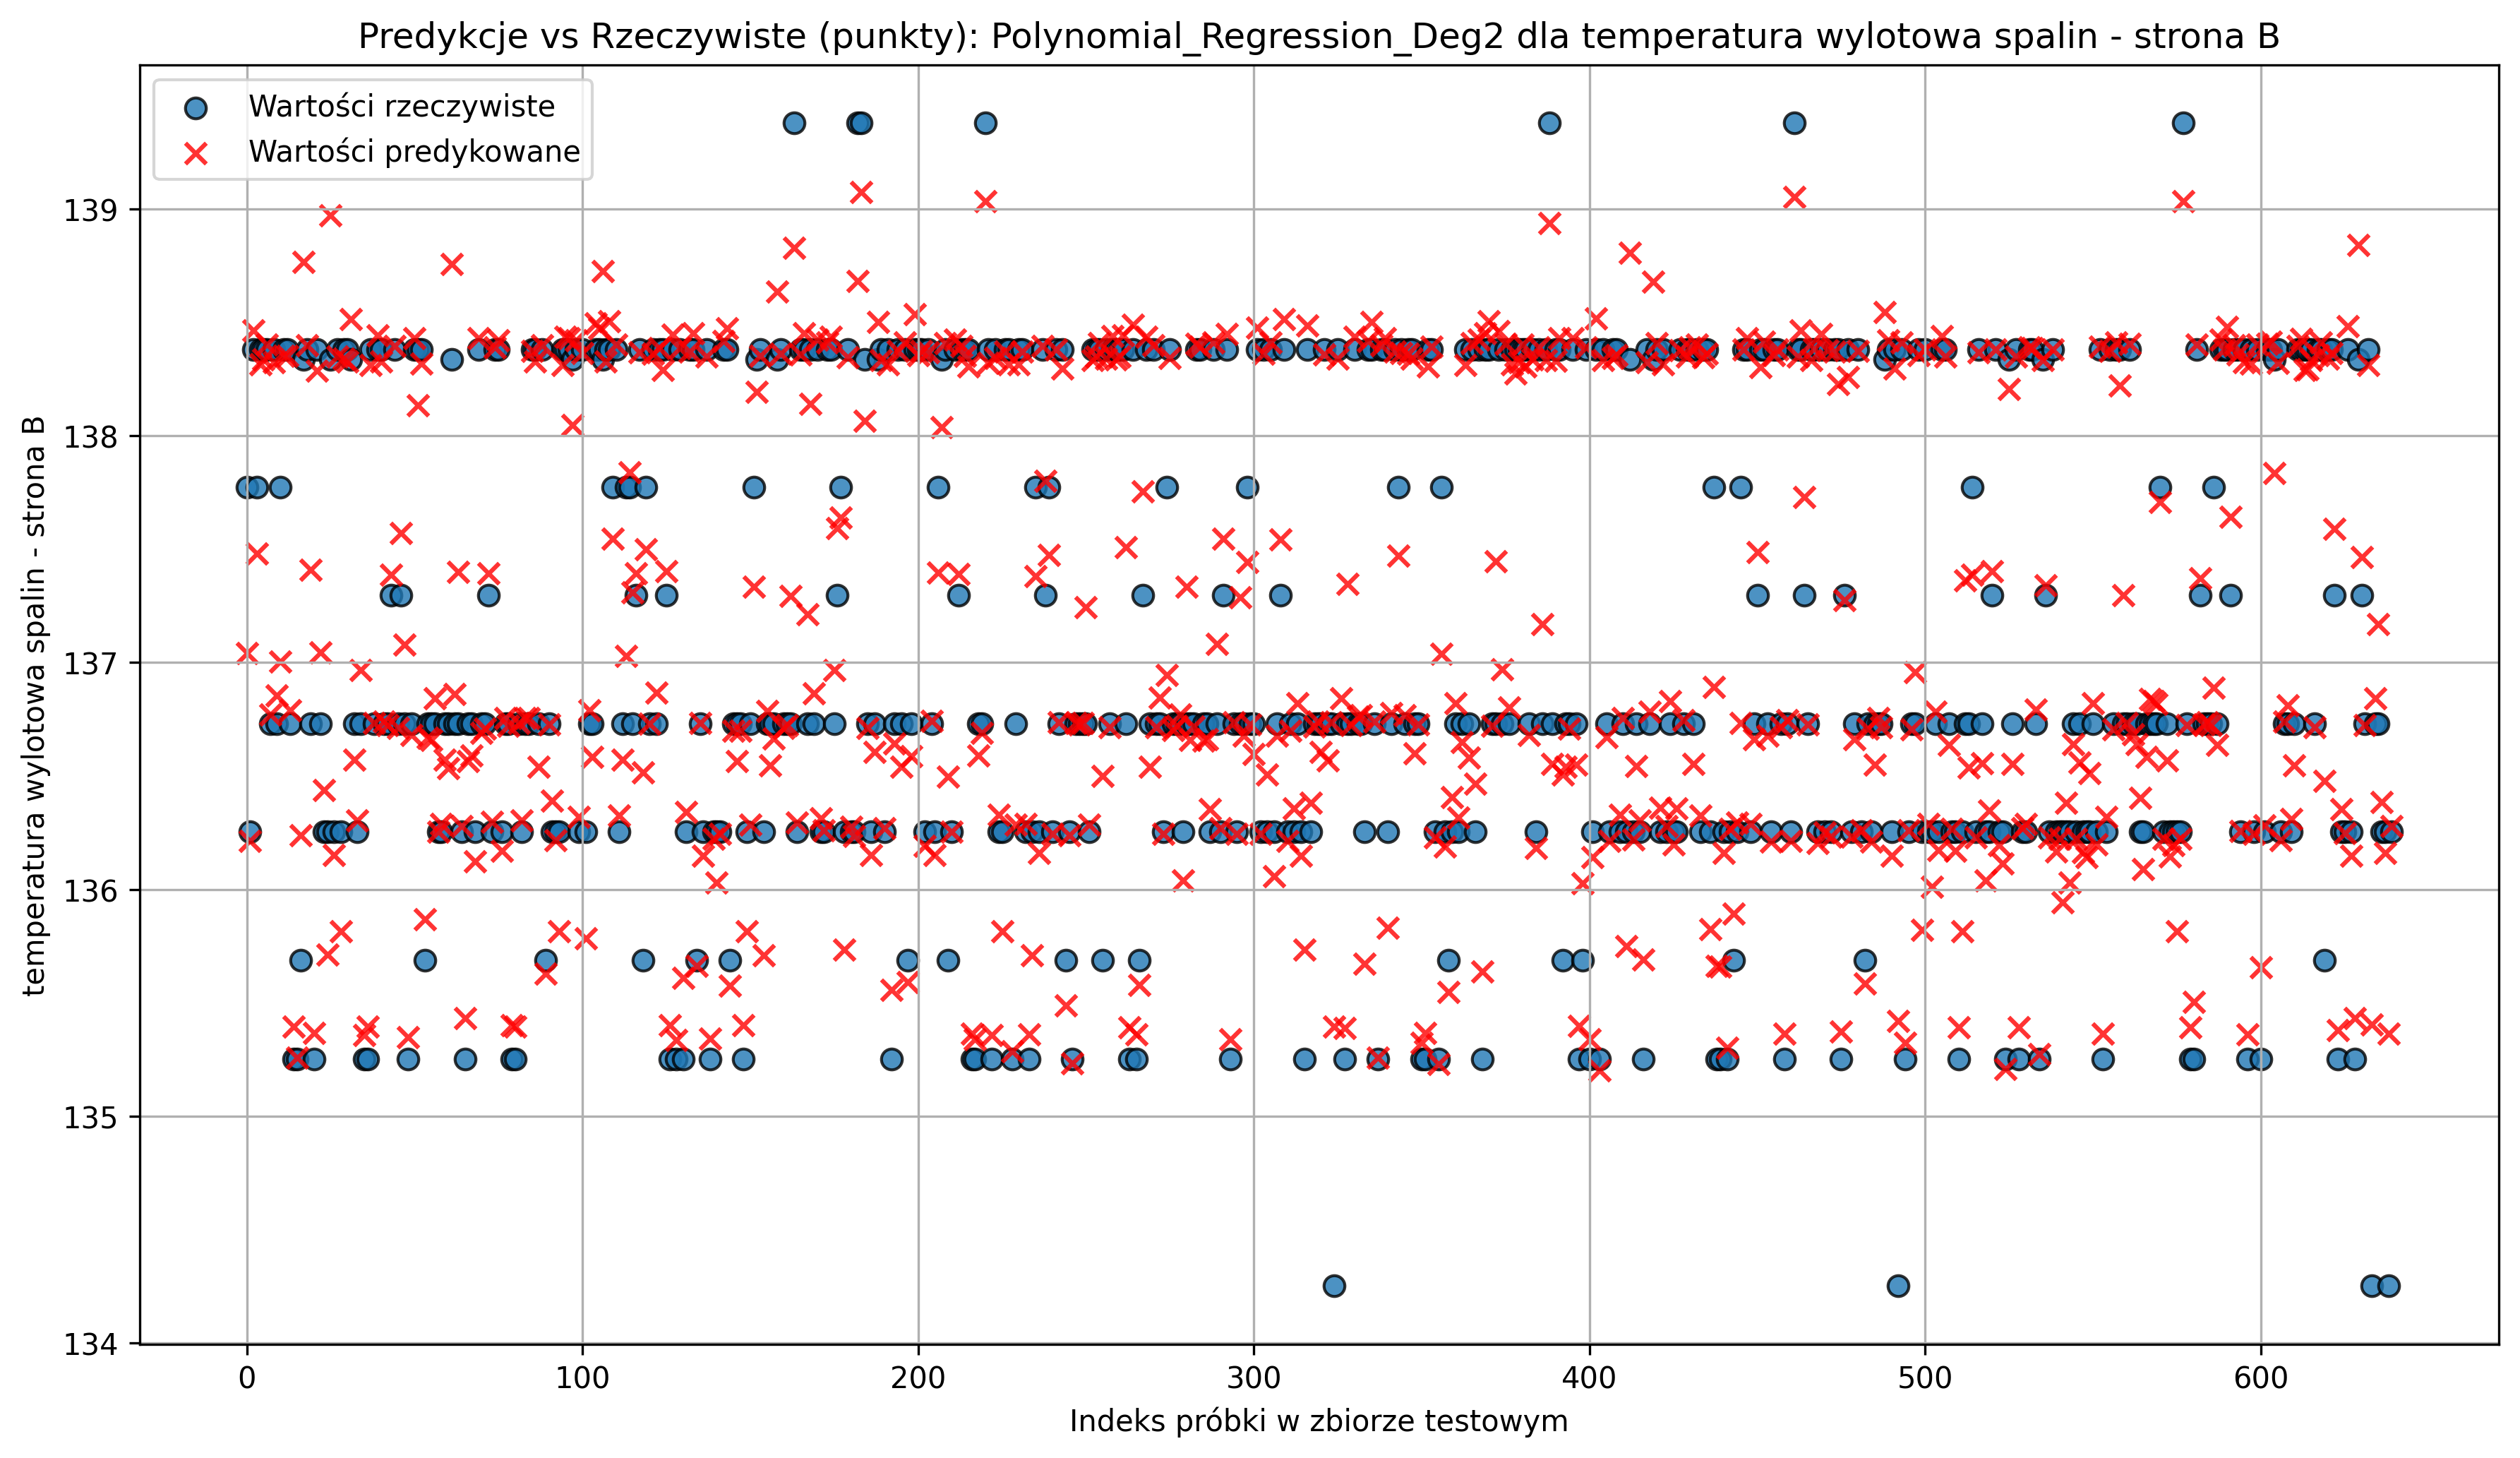 Predykcje vs Rzeczywiste (punkty): Polynomial_Regression_Deg2 dla temperatura wylotowa spalin - strona B
Wartości rzeczywiste
Wartości predykowane
temperatura wylotowa spalin - strona B
139
138
137
136
135
134
0 100 200 300 400 500 600
Indeks próbki w zbiorze testowym